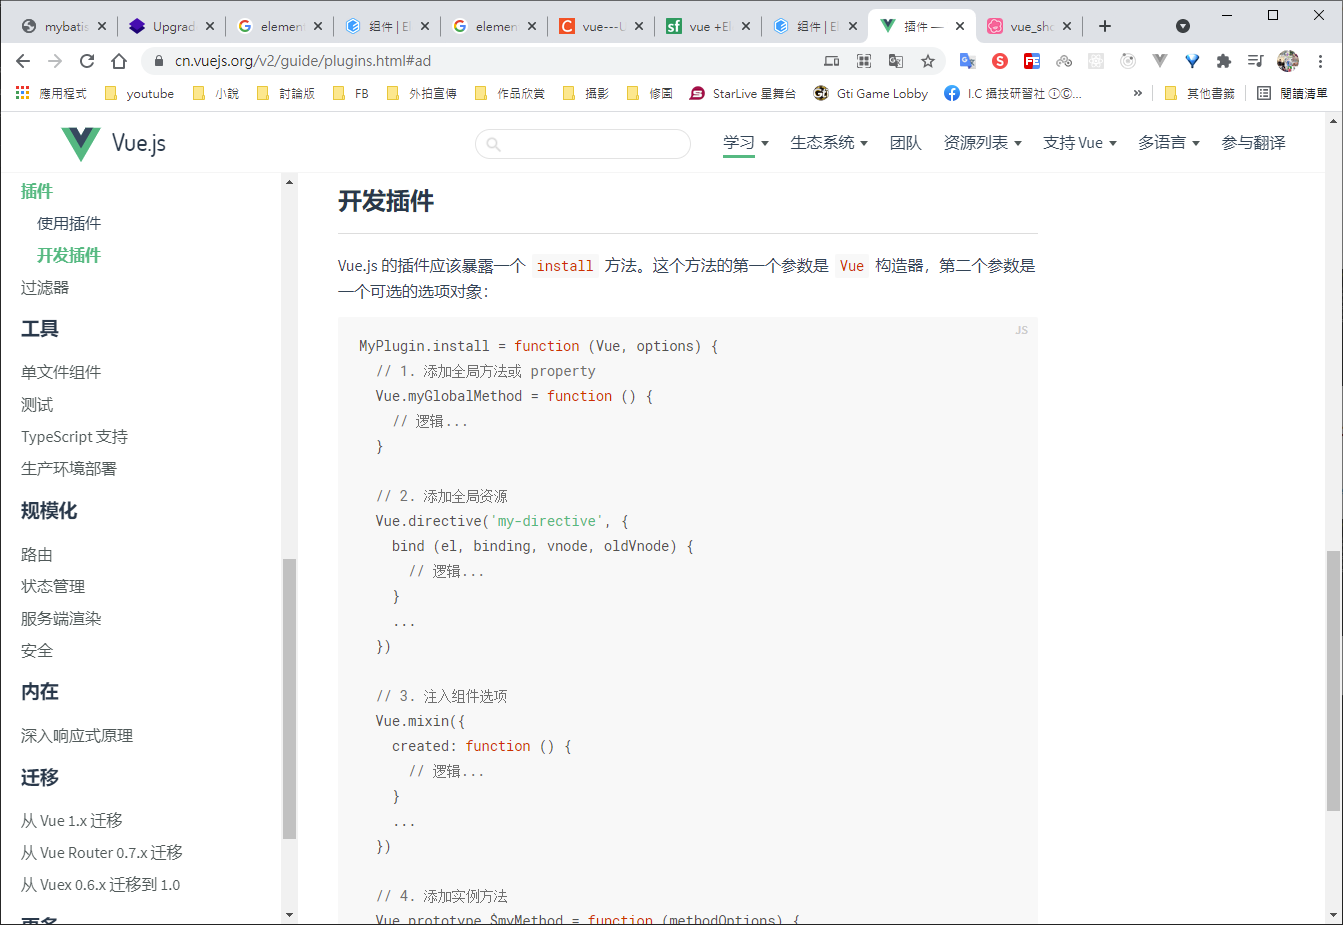 mybatis
Upgrad
element
组件 | El
element
vue---U
vue +El
组件 | El
插件 —
vue_sho
cn.vuejs.org/v2/guide/plugins.html#ad
應用程式
youtube
小說
討論版
FB
外拍宣傳
作品欣賞
攝影
修圖
StarLive 星舞台
Gti Game Lobby
I.C 攝技研習社 ①©...
»
其他書籤
閱讀清單
Vue.js
学习
生态系统
团队
资源列表
支持 Vue
多语言
参与翻译
插件
使用插件
开发插件
过滤器
工具
单文件组件
测试
TypeScript 支持
生产环境部署
规模化
路由
状态管理
服务端渲染
安全
内在
深入响应式原理
迁移
从 Vue 1.x 迁移
从 Vue Router 0.7.x 迁移
从 Vuex 0.6.x 迁移到 1.0
更多
开发插件
Vue.js 的插件应该暴露一个 install 方法。这个方法的第一个参数是 Vue 构造器，第二个参数是
一个可选的选项对象：
JS
MyPlugin.install = function (Vue, options) {
// 1. 添加全局方法或 property
Vue.myGlobalMethod = function () {
// 逻辑...
}
// 2. 添加全局资源
Vue.directive('my-directive', {
bind (el, binding, vnode, oldVnode) {
// 逻辑...
}
...
})
// 3. 注入组件选项
Vue.mixin({
created: function () {
// 逻辑...
}
...
})
// 4. 添加实例方法
Vue.prototype.$myMethod = function (methodOptions) {